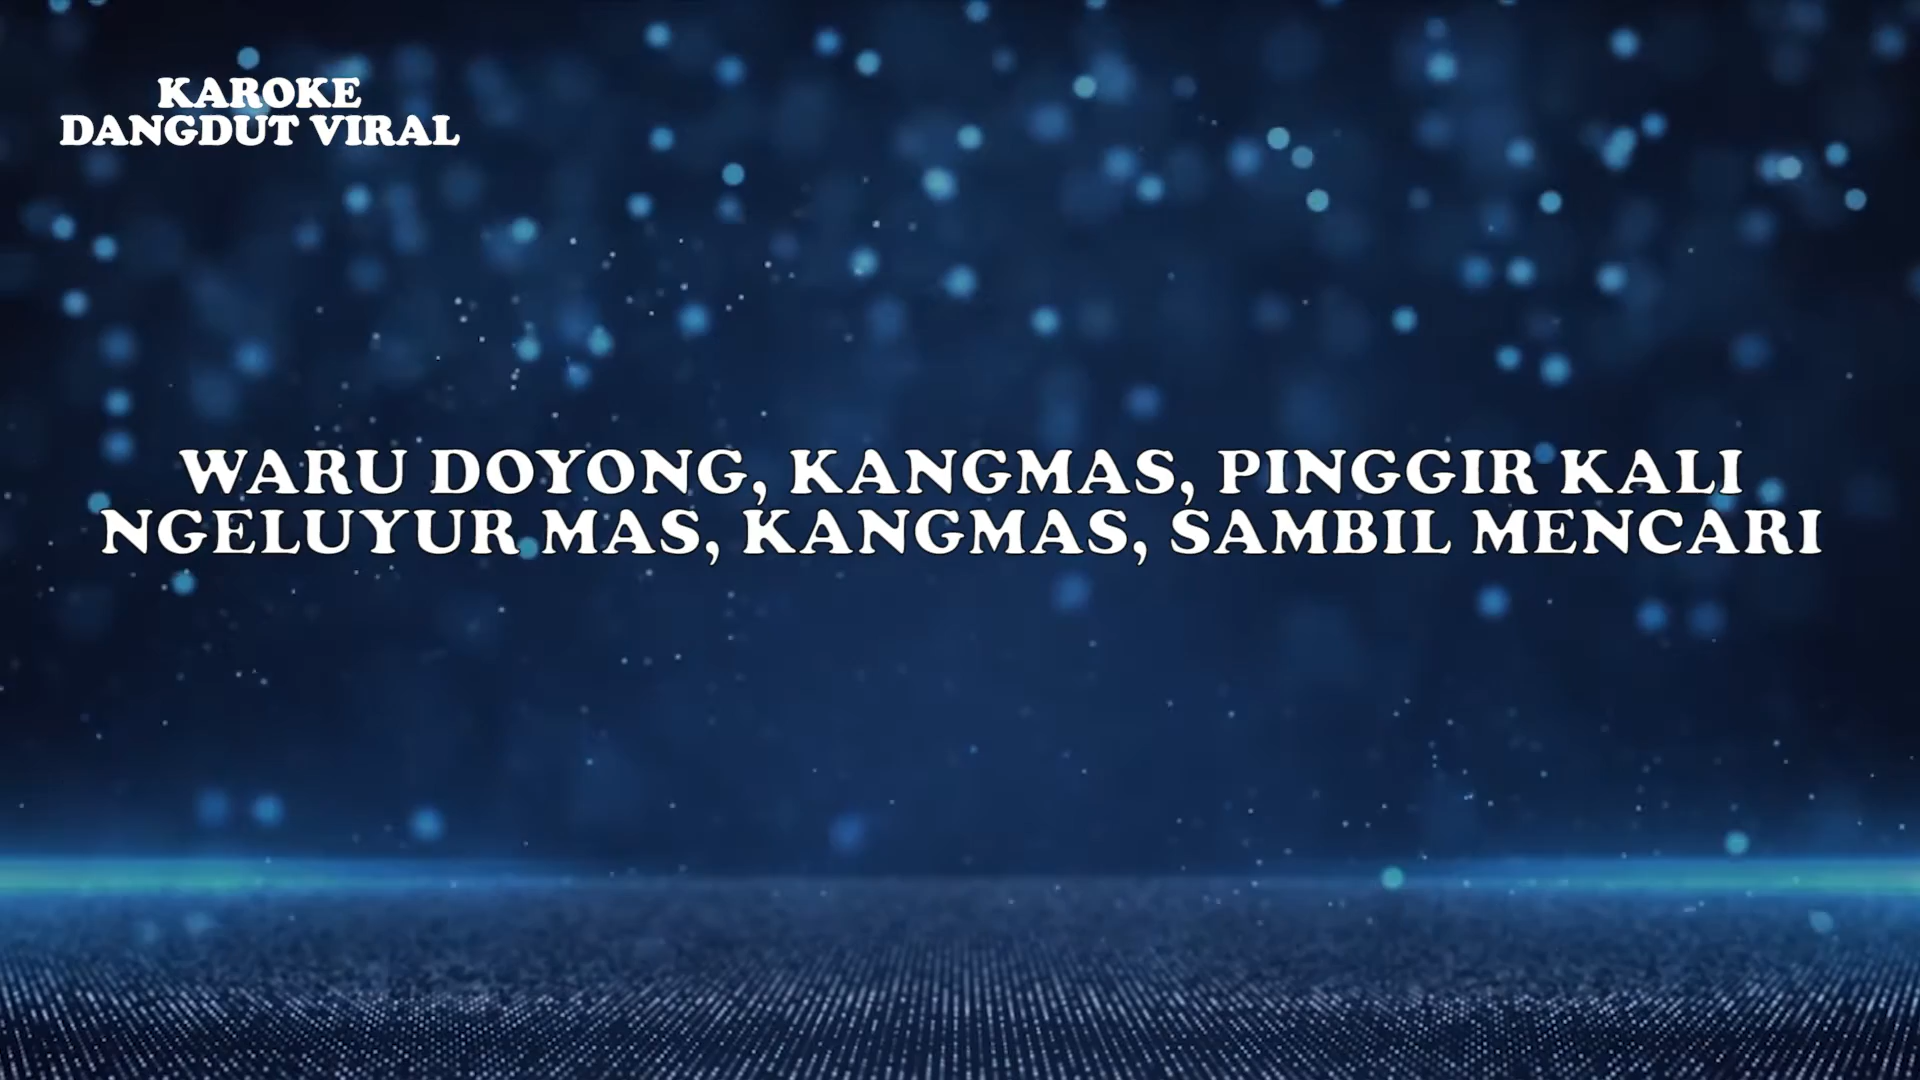 KAROKE
DANGDUT VIRAL
WARU DOYONG, KANGMAS, PINGGIR KALI
NGELUYUR MAS, KANGMAS, SAMBIL MENCARI